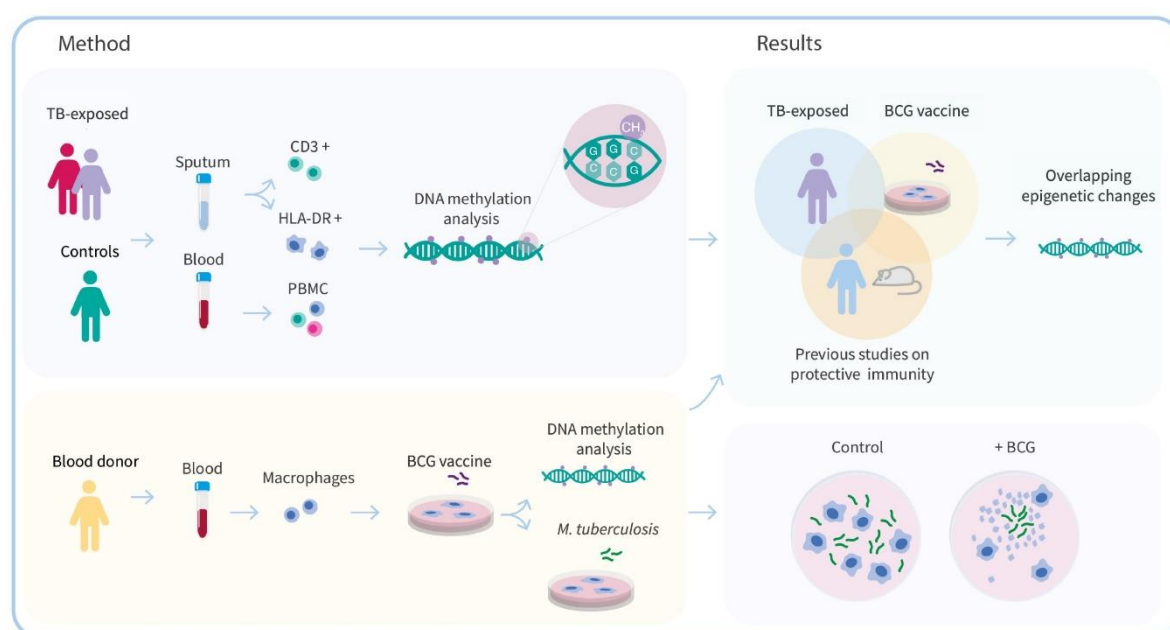 Method
TB-exposed
Controls
Sputum
Blood
CD3 +
HLA-DR +
PBMC
DNA methylation
analysis
CH3
G G C
C C G
Results
TB-exposed
BCG vaccine
Previous studies on
protective immunity
Overlapping
epigenetic changes
Blood donor
Blood
Macrophages
BCG vaccine
DNA methylation
analysis
M. tuberculosis
Control
+ BCG